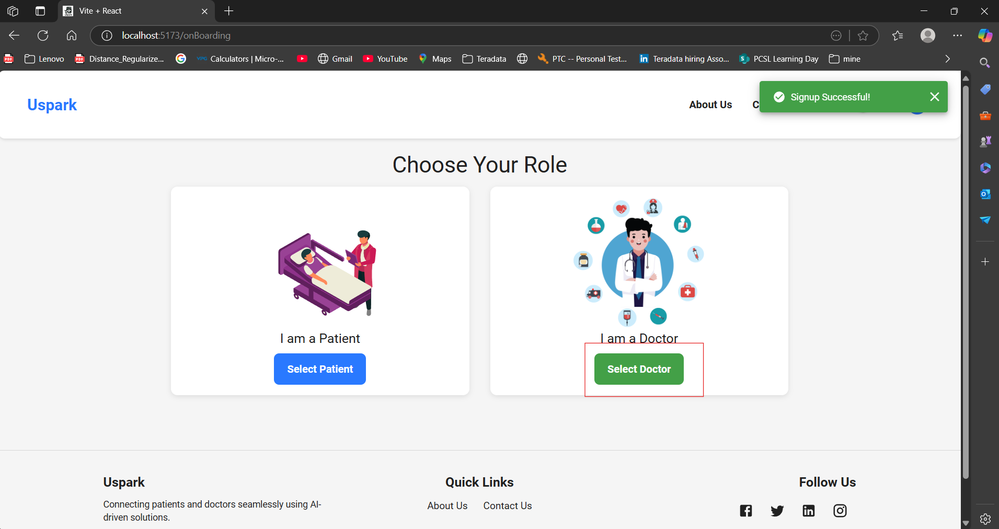 Vite + React
localhost:5173/onBoarding
Lenovo
Distance_Regularize...
VPG Calculators | Micro-...
Gmail
YouTube
Maps
Teradata
PTC -- Personal Test...
Teradata hiring Asso...
PCSL Learning Day
mine
Uspark
About Us
C
Signup Successful!
Choose Your Role
I am a Patient
Select Patient
I am a Doctor
Select Doctor
Uspark
Connecting patients and doctors seamlessly using AI-
driven solutions.
Quick Links
About Us Contact Us
Follow Us